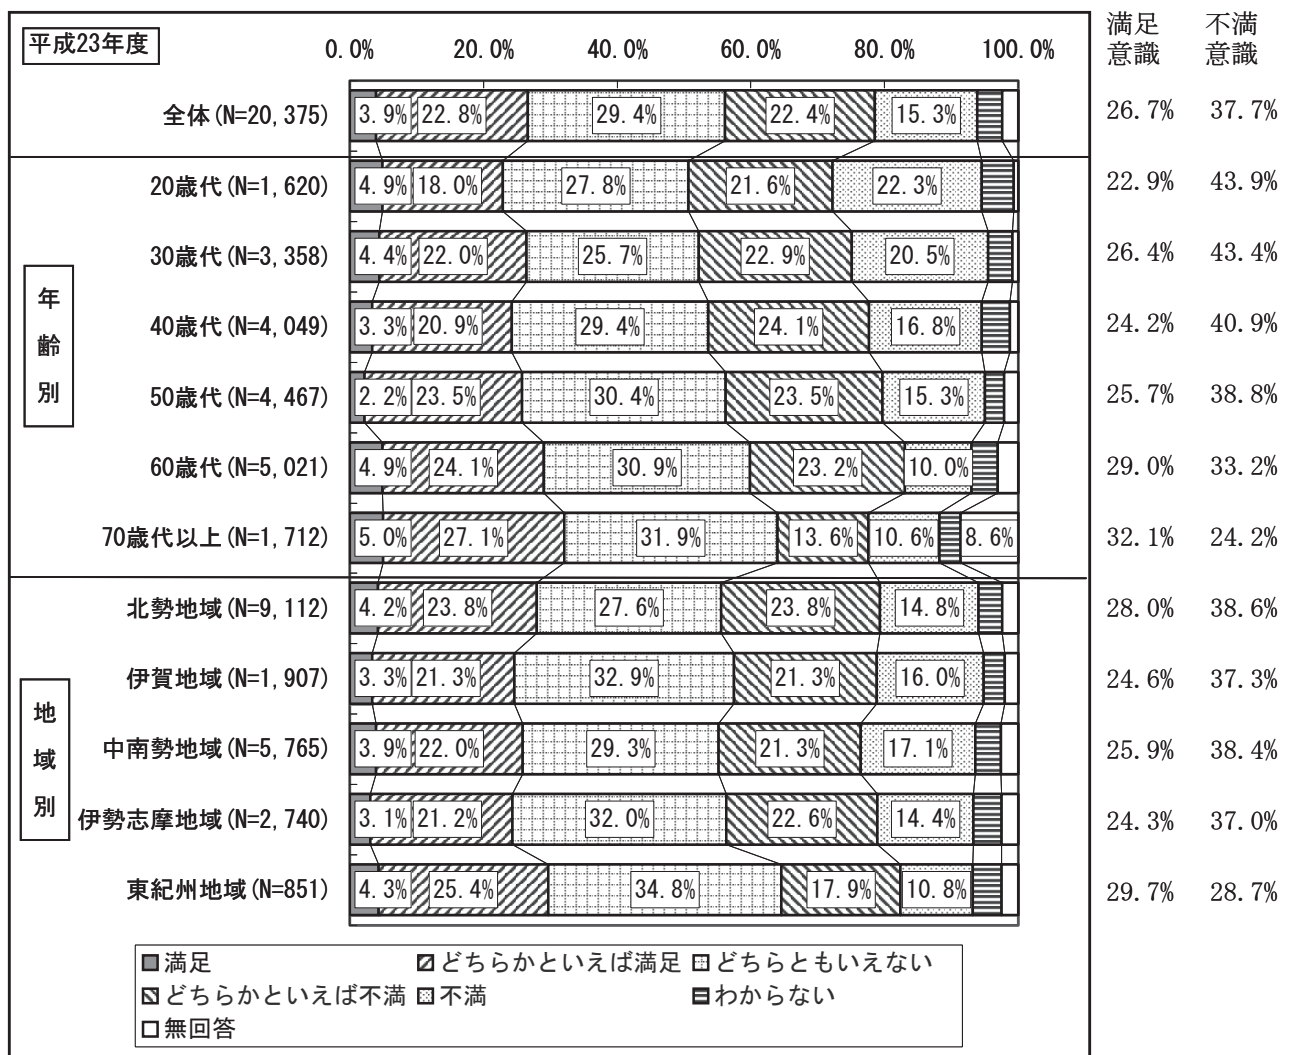 平成23年度
0.0% 20.0% 40.0% 60.0% 80.0% 100.0%
満足意識 不満意識
全体(N=20,375) 3.9% 22.8% 29.4% 22.4% 15.3% 26.7% 37.7%
年齢別
20歳代(N=1,620) 4.9% 18.0% 27.8% 21.6% 22.3% 22.9% 43.9%
30歳代(N=3,358) 4.4% 22.0% 25.7% 22.9% 20.5% 26.4% 43.4%
40歳代(N=4,049) 3.3% 20.9% 29.4% 24.1% 16.8% 24.2% 40.9%
50歳代(N=4,467) 2.2% 23.5% 30.4% 23.5% 15.3% 25.7% 38.8%
60歳代(N=5,021) 4.9% 24.1% 30.9% 23.2% 10.0% 29.0% 33.2%
70歳代以上(N=1,712) 5.0% 27.1% 31.9% 13.6% 10.6% 8.6% 32.1% 24.2%
地域別
北勢地域(N=9,112) 4.2% 23.8% 27.6% 23.8% 14.8% 28.0% 38.6%
伊賀地域(N=1,907) 3.3% 21.3% 32.9% 21.3% 16.0% 24.6% 37.3%
中南勢地域(N=5,765) 3.9% 22.0% 29.3% 21.3% 17.1% 25.9% 38.4%
伊勢志摩地域(N=2,740) 3.1% 21.2% 32.0% 22.6% 14.4% 24.3% 37.0%
東紀州地域(N=851) 4.3% 25.4% 34.8% 17.9% 10.8% 29.7% 28.7%
満足 どちらかといえば満足 どちらともいえない
どちらかといえば不満 不満 わからない
無回答